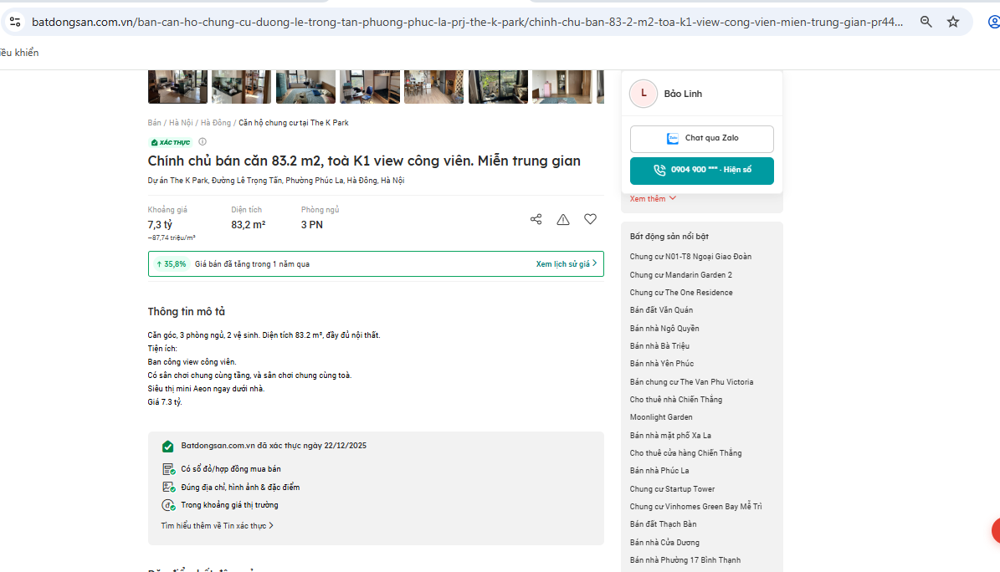 batdongsan.com.vn/ban-can-ho-chung-cu-duong-le-trong-tan-phuong-phuc-la-prj-the-k-park/chinh-chu-ban-83-2-m2-toa-k1-view-cong-vien-mien-trung-gian-pr44...
iều khiển
Bán / Hà Nội / Hà Đông / Căn hộ chung cư tại The K Park
XÁC THỰC
Chính chủ bán căn 83.2 m2, toà K1 view công viên. Miễn trung gian
Dự án The K Park, Đường Lê Trọng Tấn, Phường Phúc La, Hà Đông, Hà Nội
Khoảng giá
Diện tích
Phòng ngủ
7,3 tỷ
83,2 m²
3 PN
~87,74 triệu/m²
35,8%
Giá bán đã tăng trong 1 năm qua
Xem lịch sử giá
Thông tin mô tả
Căn góc, 3 phòng ngủ, 2 vệ sinh. Diện tích 83.2 m², đầy đủ nội thất.
Tiện ích:
Ban công view công viên.
Có sân chơi chung cùng tầng, và sân chơi chung cùng toà.
Siêu thị mini Aeon ngay dưới nhà.
Giá 7.3 tỷ.
Batdongsan.com.vn đã xác thực ngày 22/12/2025
Có sổ đỏ/hợp đồng mua bán
Đúng địa chỉ, hình ảnh & đặc điểm
Trong khoảng giá thị trường
Tìm hiểu thêm về Tin xác thực
L
Bảo Linh
Zalo
Chat qua Zalo
0904 900 *** · Hiện số
Xem thêm
Bất động sản nổi bật
Chung cư N01-T8 Ngoại Giao Đoàn
Chung cư Mandarin Garden 2
Chung cư The One Residence
Bán đất Văn Quán
Bán nhà Ngô Quyền
Bán nhà Bà Triệu
Bán nhà Yên Phúc
Bán chung cư The Van Phu Victoria
Cho thuê nhà Chiến Thắng
Moonlight Garden
Bán nhà mặt phố Xa La
Cho thuê cửa hàng Chiến Thắng
Bán nhà Phúc La
Chung cư Startup Tower
Chung cư Vinhomes Green Bay Mễ Trì
Bán đất Thạch Bàn
Bán nhà Cửa Dương
Bán nhà Phường 17 Bình Thạnh